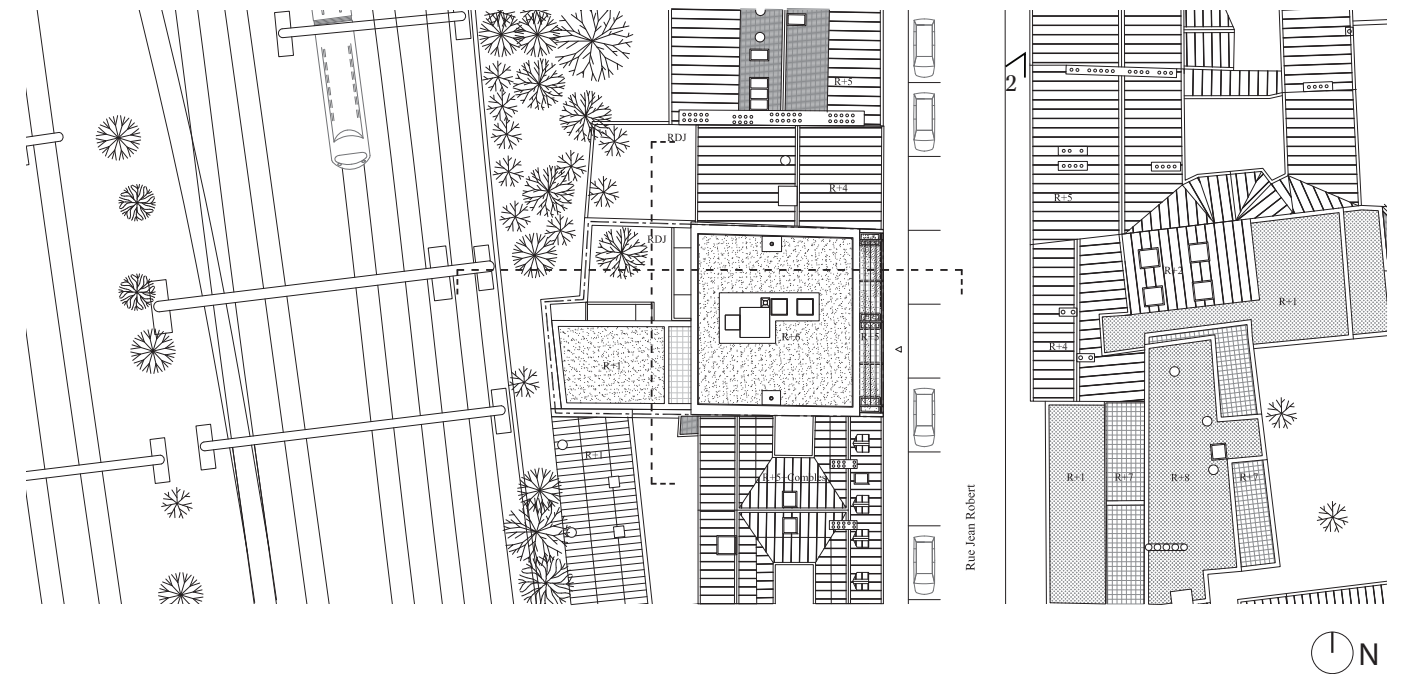 R+5
2
RDJ
R+4
R+5
RDJ
R+2
R+1
R+6
R+5
R+4
R+1
R+1
R+5+Combles
R+1
R+7
R+8
R+7
Rue Jean Robert
N